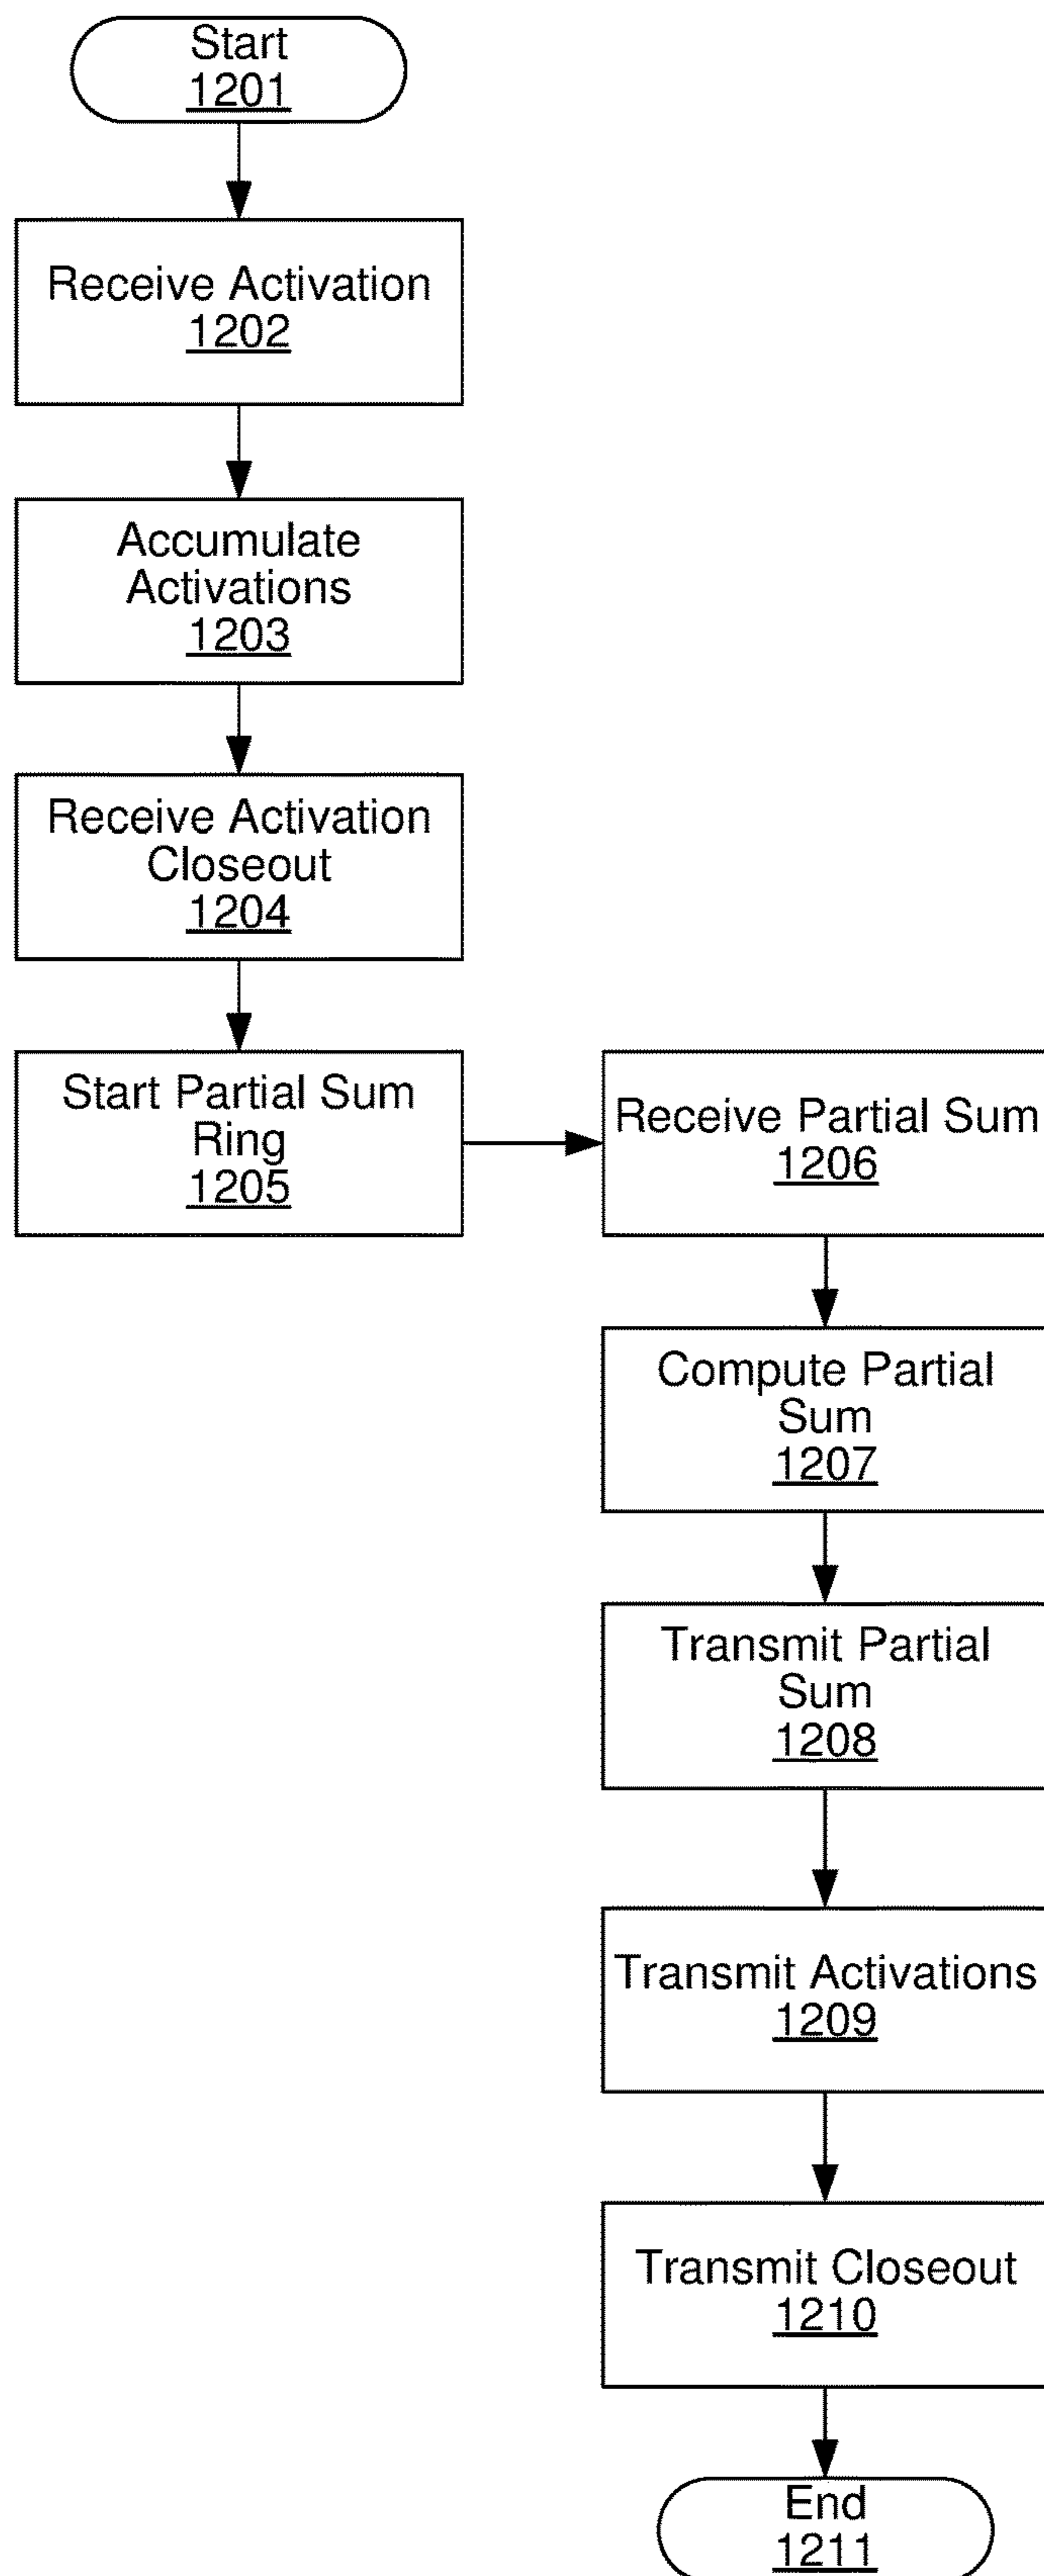 Start
1201
Receive Activation
1202
Accumulate
Activations
1203
Receive Activation
Closeout
1204
Start Partial Sum
Ring
1205
Receive Partial Sum
1206
Compute Partial
Sum
1207
Transmit Partial
Sum
1208
Transmit Activations
1209
Transmit Closeout
1210
End
1211